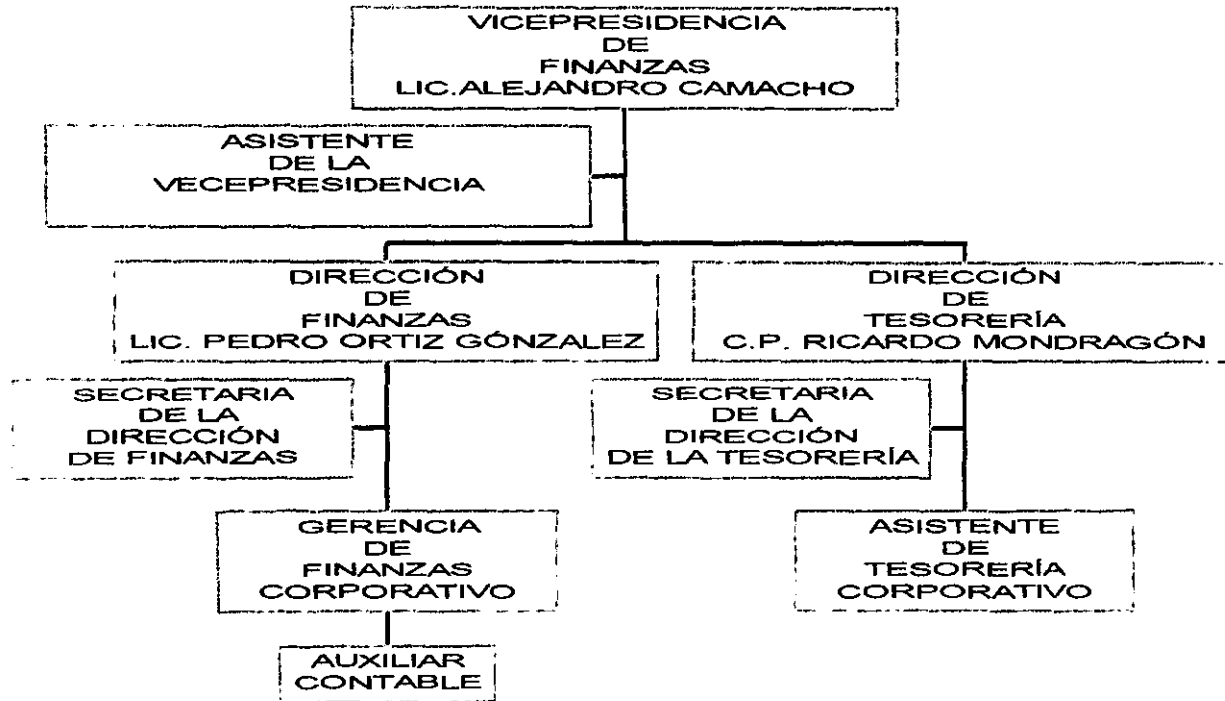 VICEPRESIDENCIA
DE
FINANZAS
LIC.ALEJANDRO CAMACHO
ASISTENTE
DE LA
VECEPRESIDENCIA
DIRECCIÓN
DE
FINANZAS
LIC. PEDRO ORTIZ GÓNZALEZ
DIRECCIÓN
DE
TESORERÍA
C.P. RICARDO MONDRAGÓN
SECRETARIA
DE LA
DIRECCIÓN
DE FINANZAS
SECRETARIA
DE LA
DIRECCIÓN
DE LA TESORERÍA
GERENCIA
DE
FINANZAS
CORPORATIVO
ASISTENTE
DE
TESORERÍA
CORPORATIVO
AUXILIAR
CONTABLE